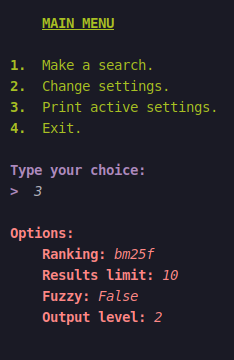 MAIN MENU
1. Make a search.
2. Change settings.
3. Print active settings.
4. Exit.
Type your choice:
> 3
Options:
Ranking: bm25f
Results limit: 10
Fuzzy: False
Output level: 2